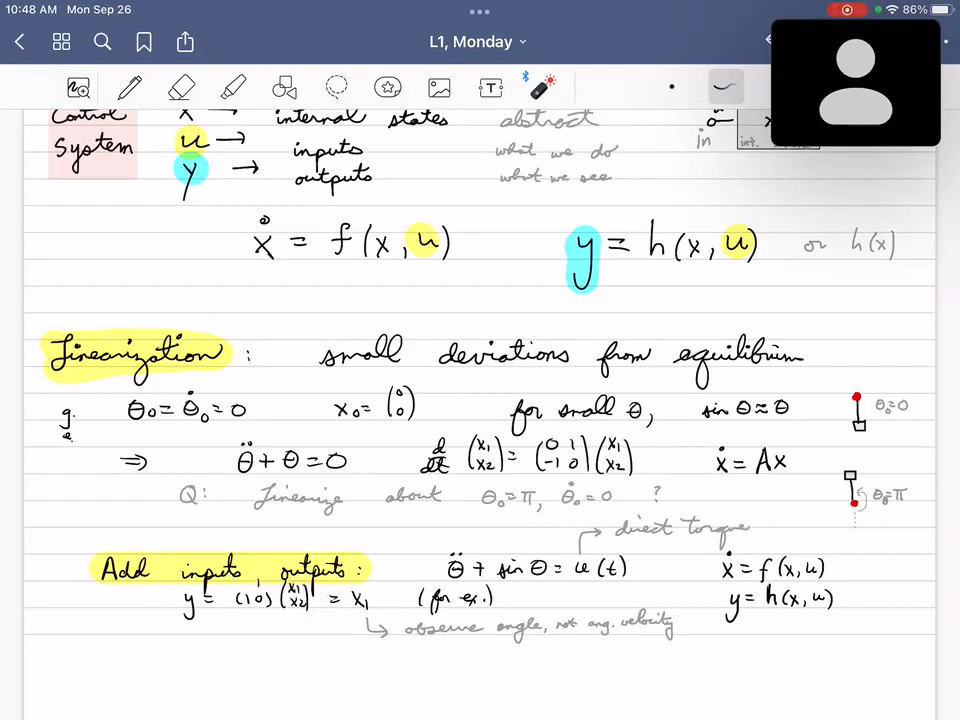 10:48 AM Mon Sep 26
86%
L1, Monday
Control x → internal states abstract
System u → inputs what we do
y → outputs what we see
in
int.
ẋ = f(x, u) y = h(x, u) or h(x)
Linearization : small deviations from equilibrium
e.g. θ₀ = θ̇₀ = 0 x₀ = (0 0) for small θ, sin θ ≈ θ θ₀=0
⇒ θ̈ + θ = 0 d/dt (x₁ x₂) = (0 1 -1 0)(x₁ x₂) ẋ = Ax
Q: Linearize about θ₀ = π, θ̇₀ = 0 ? θ₀=π
→ direct torque
Add inputs, outputs: θ̈ + sin θ = u(t) ẋ = f(x, u)
y = (1 0)(x₁ x₂) = x₁ (for ex.) y = h(x, u)
↳ observe angle, not ang. velocity